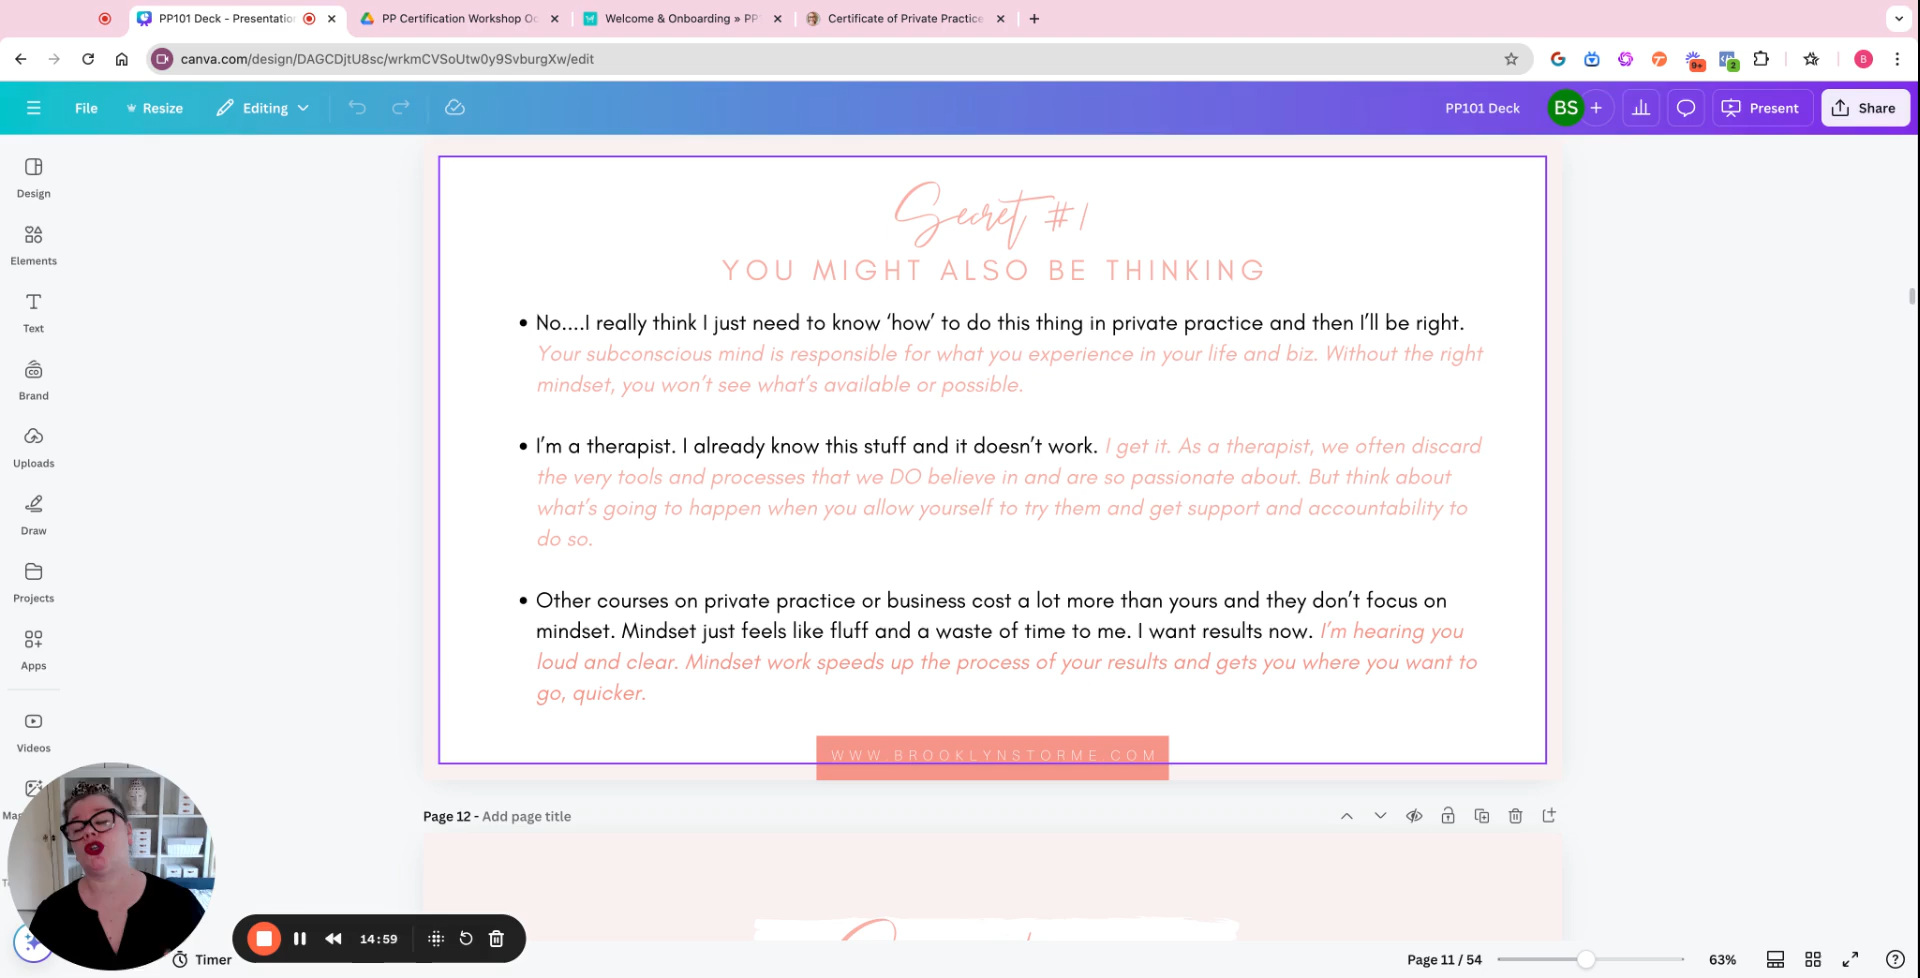 PP101 Deck - Presentatio
PP Certification Workshop O
Welcome & Onboarding » PP
Certificate of Private Practice
canva.com/design/DAGCDjtU8sc/wrkmCVSoUtw0y9SvburgXw/edit
9+
2
B
File
Resize
Editing
PP101 Deck
BS
Present
Share
Design
Elements
Text
Brand
Uploads
Draw
Projects
Apps
Videos
Secret #1
YOU MIGHT ALSO BE THINKING
• No....I really think I just need to know ‘how’ to do this thing in private practice and then I’ll be right.
Your subconscious mind is responsible for what you experience in your life and biz. Without the right
mindset, you won’t see what’s available or possible.
• I’m a therapist. I already know this stuff and it doesn’t work. I get it. As a therapist, we often discard
the very tools and processes that we DO believe in and are so passionate about. But think about
what’s going to happen when you allow yourself to try them and get support and accountability to
do so.
• Other courses on private practice or business cost a lot more than yours and they don’t focus on
mindset. Mindset just feels like fluff and a waste of time to me. I want results now. I’m hearing you
loud and clear. Mindset work speeds up the process of your results and gets you where you want to
go, quicker.
WWW.BROOKLYNSTORME.COM
Page 12 - Add page title
14:59
Timer
Page 11 / 54
63%